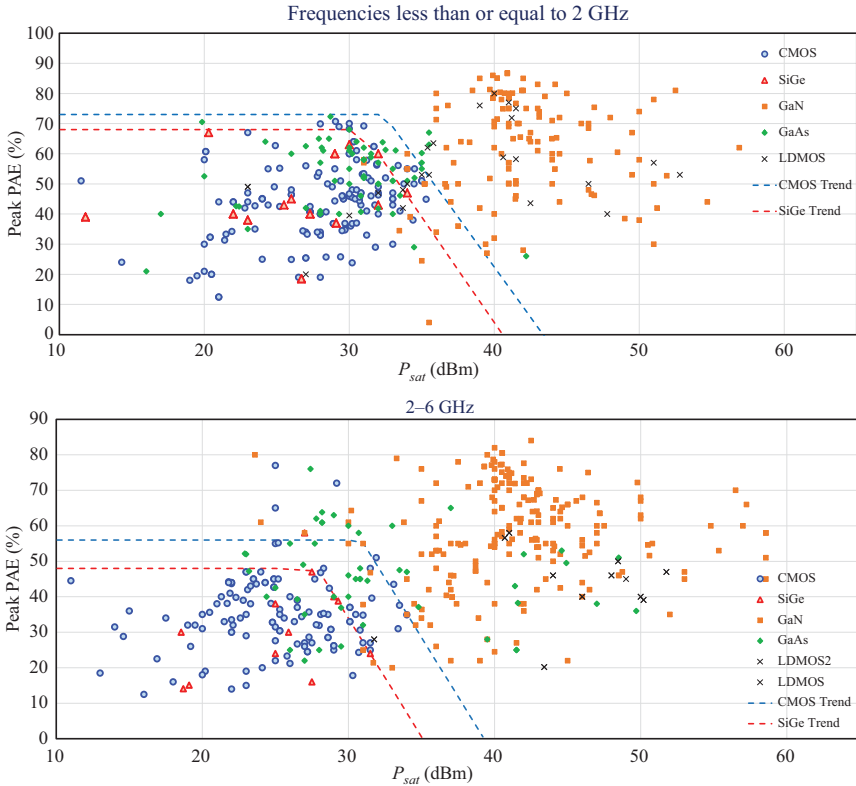 Frequencies less than or equal to 2 GHz
100
90
80
70
60
50
40
30
20
10
0
Peak PAE (%)
10
20
30
40
50
60
P_sat (dBm)
CMOS
SiGe
GaN
GaAs
LDMOS
CMOS Trend
SiGe Trend
2–6 GHz
90
80
70
60
50
40
30
20
10
0
Peak PAE (%)
10
20
30
40
50
60
P_sat (dBm)
CMOS
SiGe
GaN
GaAs
LDMOS2
LDMOS
CMOS Trend
SiGe Trend